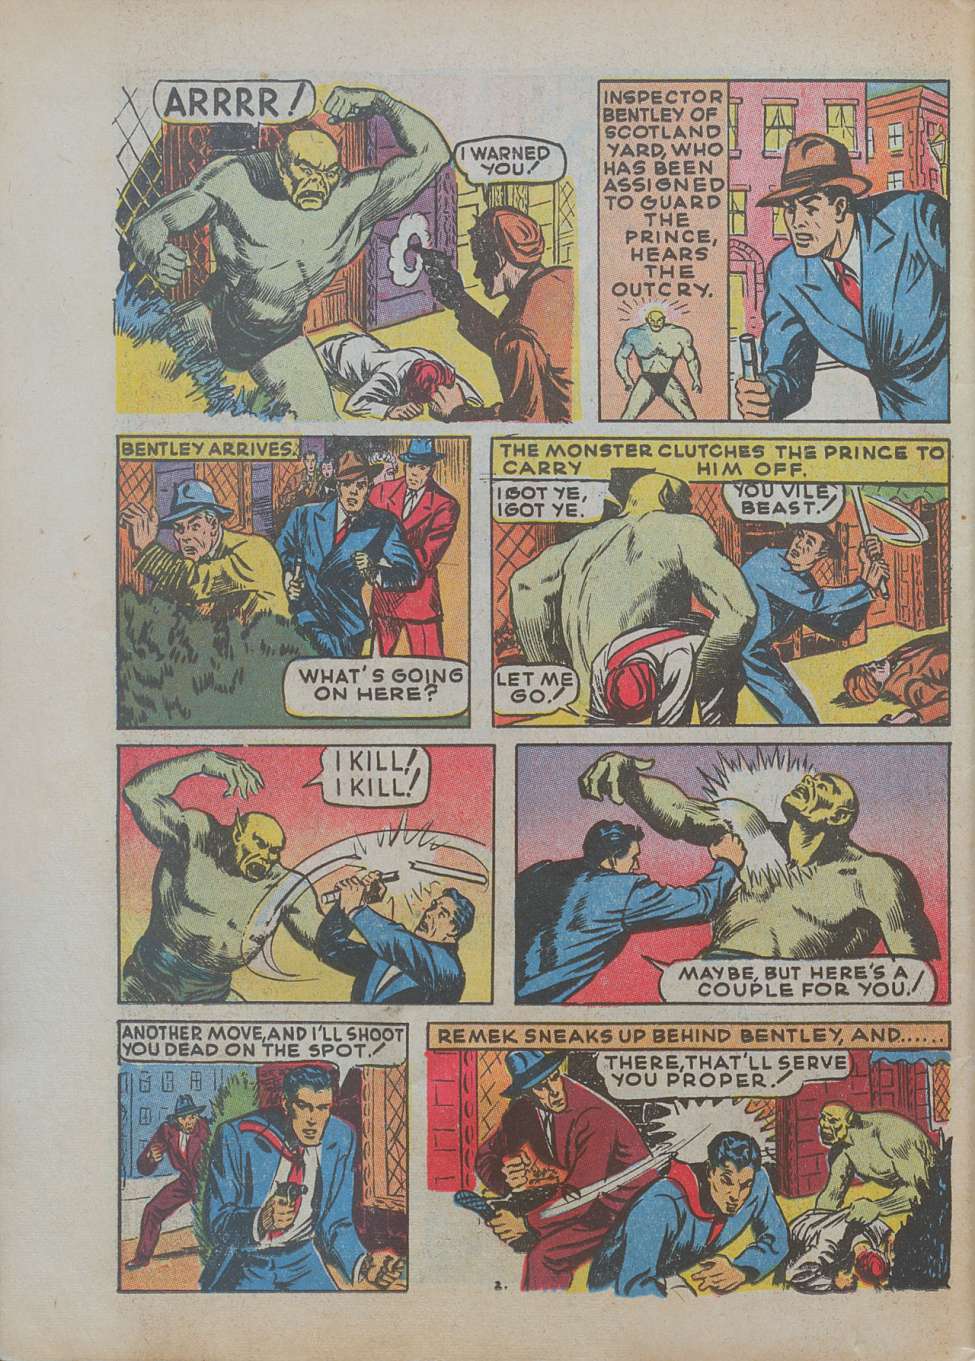 ARRRR!
I WARNED
YOU!
INSPECTOR
BENTLEY OF
SCOTLAND
YARD, WHO
HAS BEEN
ASSIGNED
TO GUARD
THE
PRINCE,
HEARS
THE
OUTCRY.
BENTLEY ARRIVES.
WHAT'S GOING
ON HERE?
THE MONSTER CLUTCHES THE PRINCE TO
CARRY HIM OFF.
I GOT YE,
I GOT YE.
YOU VILE
BEAST!
LET ME
GO!
I KILL!
I KILL!
MAYBE, BUT HERE'S A
COUPLE FOR YOU!
ANOTHER MOVE, AND I'LL SHOOT
YOU DEAD ON THE SPOT!
REMEK SNEAKS UP BEHIND BENTLEY, AND......
THERE, THAT'LL SERVE
YOU PROPER!
2.